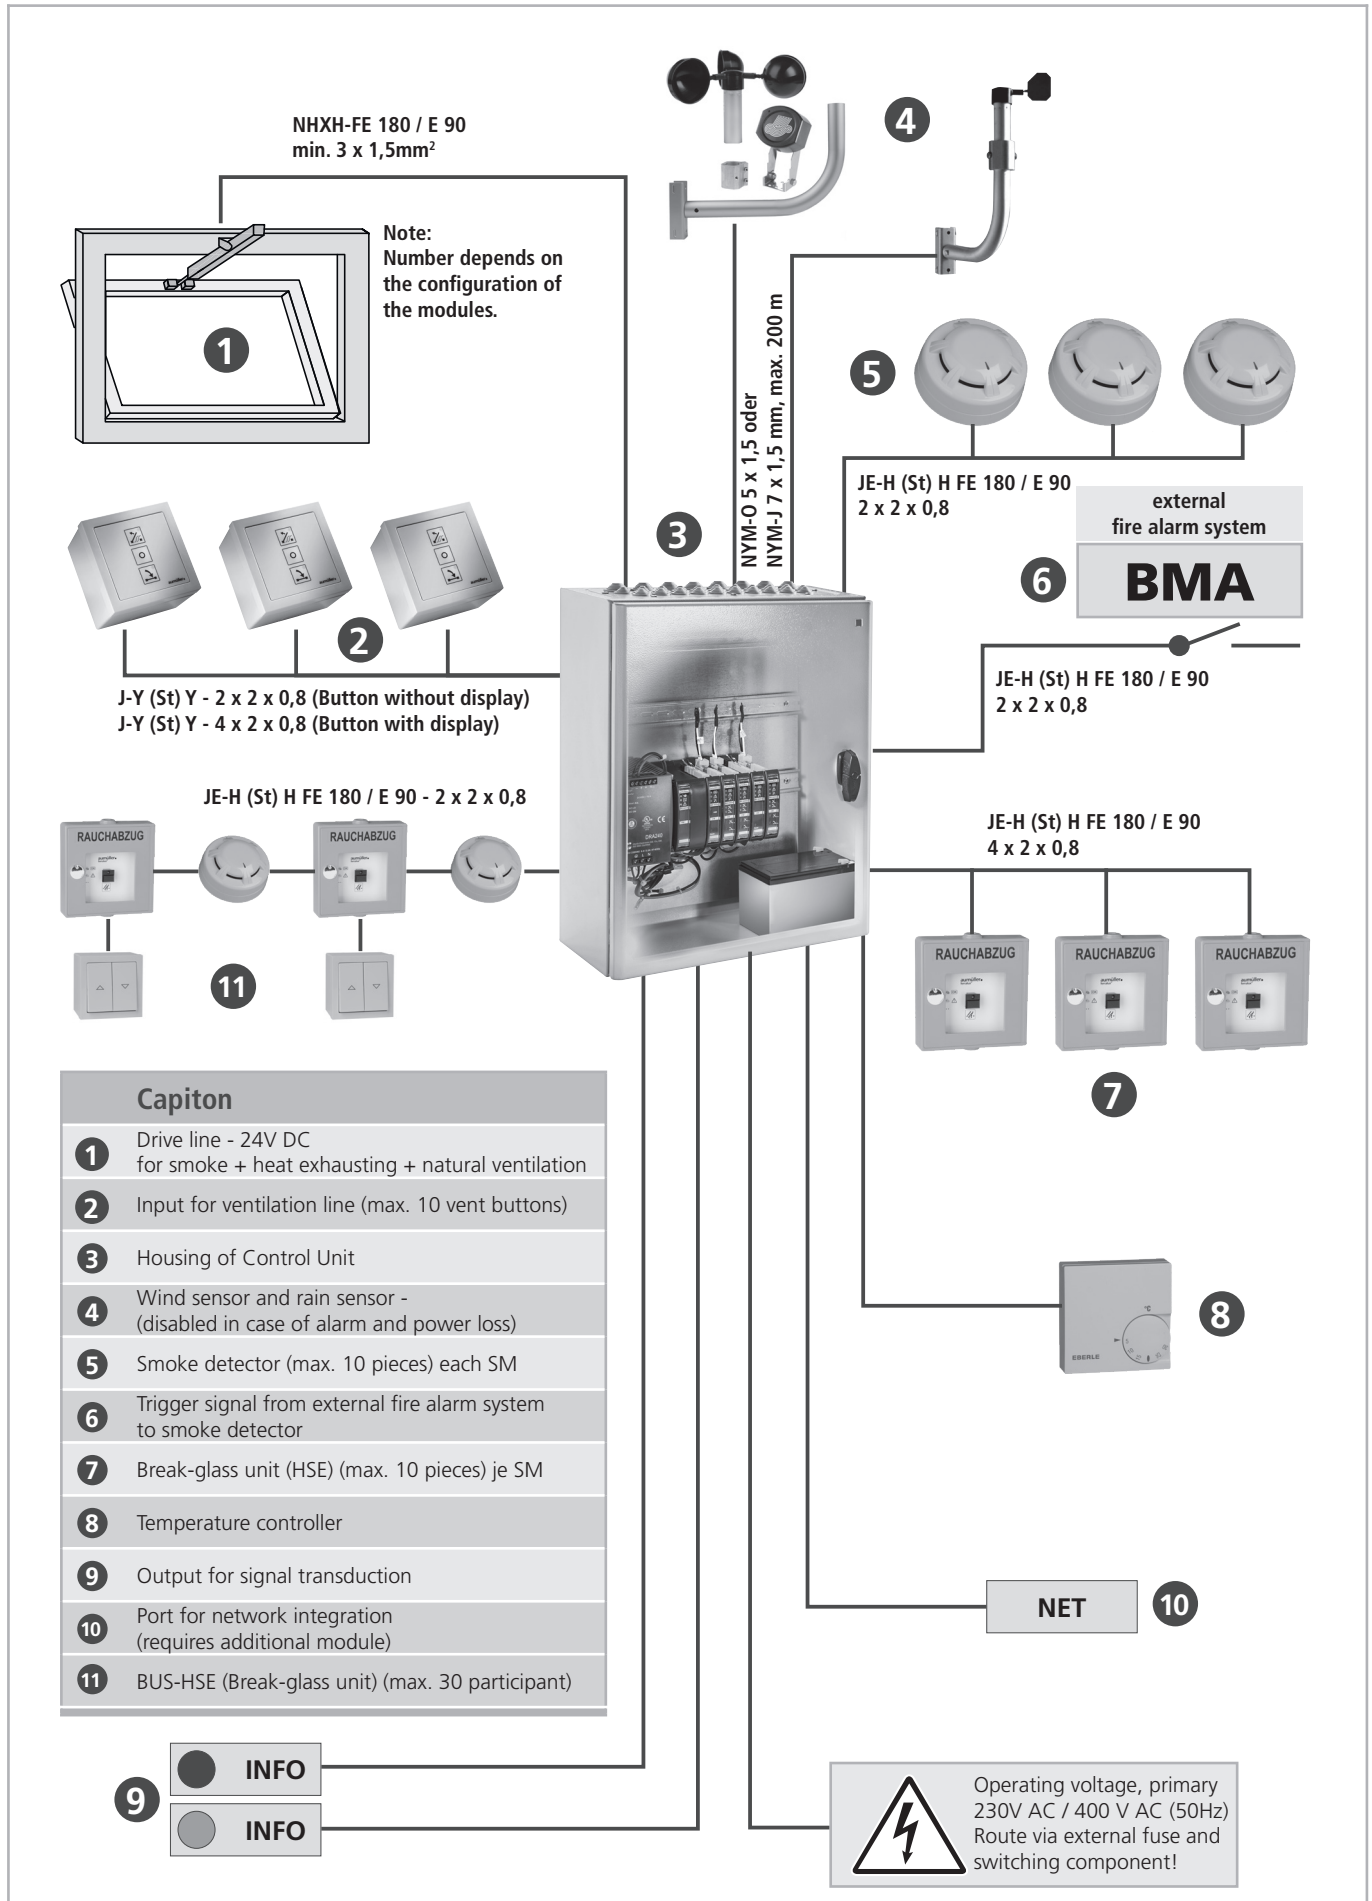 NHXH-FE 180 / E 90
min. 3 x 1,5mm²
4
Note:
Number depends on
the configuration of
the modules.
1
NYM-O 5 x 1,5 oder
NYM-J 7 x 1,5 mm, max. 200 m
5
JE-H (St) H FE 180 / E 90
2 x 2 x 0,8
external
fire alarm system
3
6
BMA
2
J-Y (St) Y - 2 x 2 x 0,8 (Button without display)
J-Y (St) Y - 4 x 2 x 0,8 (Button with display)
JE-H (St) H FE 180 / E 90
2 x 2 x 0,8
JE-H (St) H FE 180 / E 90 - 2 x 2 x 0,8
RAUCHABZUG
RAUCHABZUG
DRA240
JE-H (St) H FE 180 / E 90
4 x 2 x 0,8
RAUCHABZUG
RAUCHABZUG
RAUCHABZUG
11
7
Capiton
1 Drive line - 24V DC
for smoke + heat exhausting + natural ventilation
2 Input for ventilation line (max. 10 vent buttons)
3 Housing of Control Unit
4 Wind sensor and rain sensor -
(disabled in case of alarm and power loss)
5 Smoke detector (max. 10 pieces) each SM
6 Trigger signal from external fire alarm system
to smoke detector
7 Break-glass unit (HSE) (max. 10 pieces) je SM
8 Temperature controller
9 Output for signal transduction
10 Port for network integration
(requires additional module)
11 BUS-HSE (Break-glass unit) (max. 30 participant)
°C
EBERLE
8
NET
10
9
INFO
INFO
Operating voltage, primary
230V AC / 400 V AC (50Hz)
Route via external fuse and
switching component!